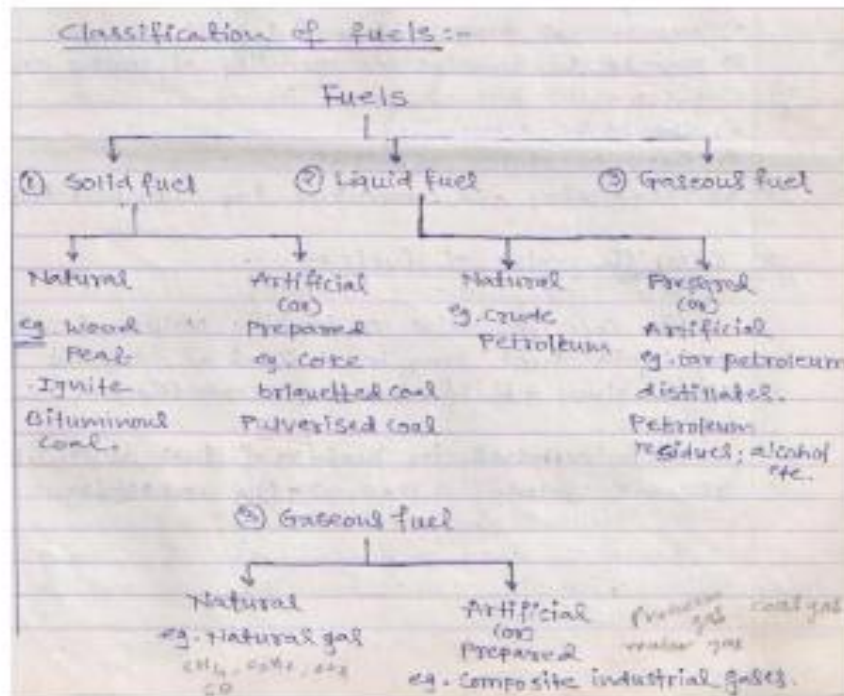 Classification of fuels:-
Fuels
① Solid fuel ② Liquid fuel ③ Gaseous fuel
Natural Artificial Natural Prepared
(or) eg. Crude (or)
eg Wood Prepared Petroleum Artificial
Peat eg. Coke eg. tar petroleum
Ignite briquetted coal distillates.
Bituminous Pulverised coal Petroleum
coal. residues; alcohol
etc.
③ Gaseous fuel
Natural Artificial coal gas
eg. Natural gas (or) gas
CH4 Prepared water gas
CO eg. Composite industrial gases.